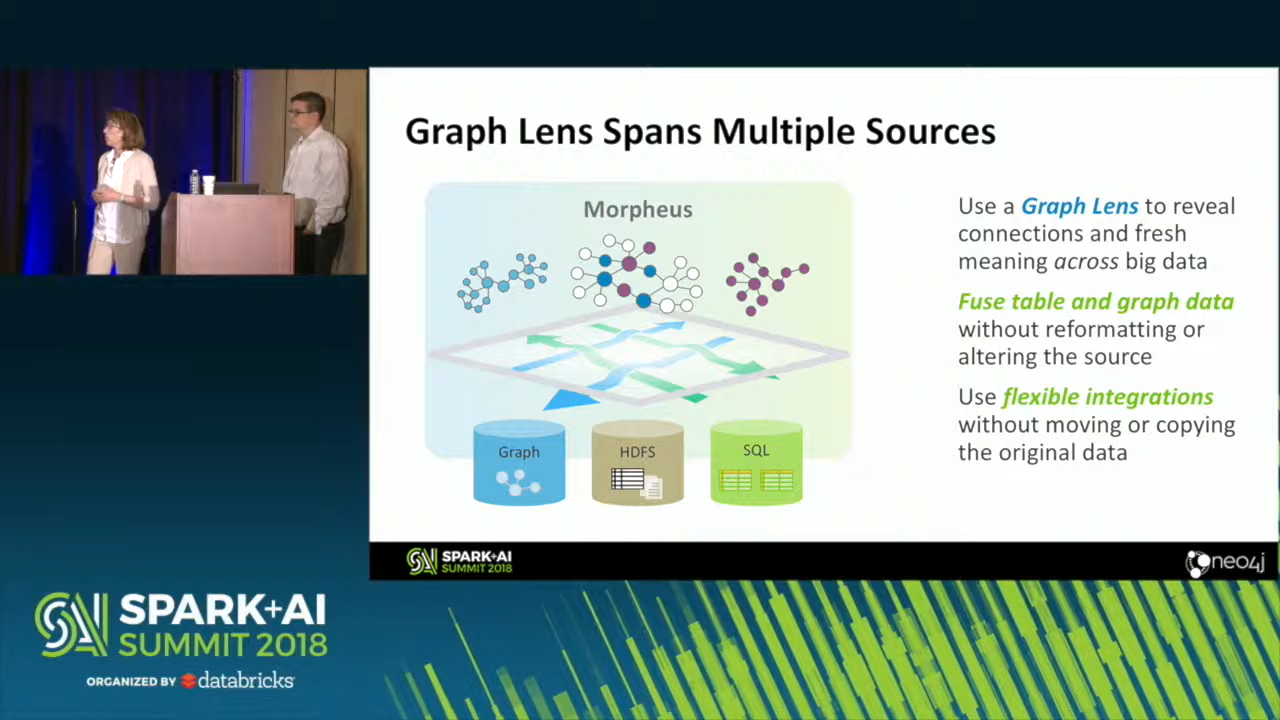 Graph Lens Spans Multiple Sources
Morpheus
Graph
HDFS
SQL
Use a Graph Lens to reveal
connections and fresh
meaning across big data
Fuse table and graph data
without reformatting or
altering the source
Use flexible integrations
without moving or copying
the original data
SPARK+AI
SUMMIT 2018
neo4j
SPARK+AI
SUMMIT 2018
ORGANIZED BY databricks